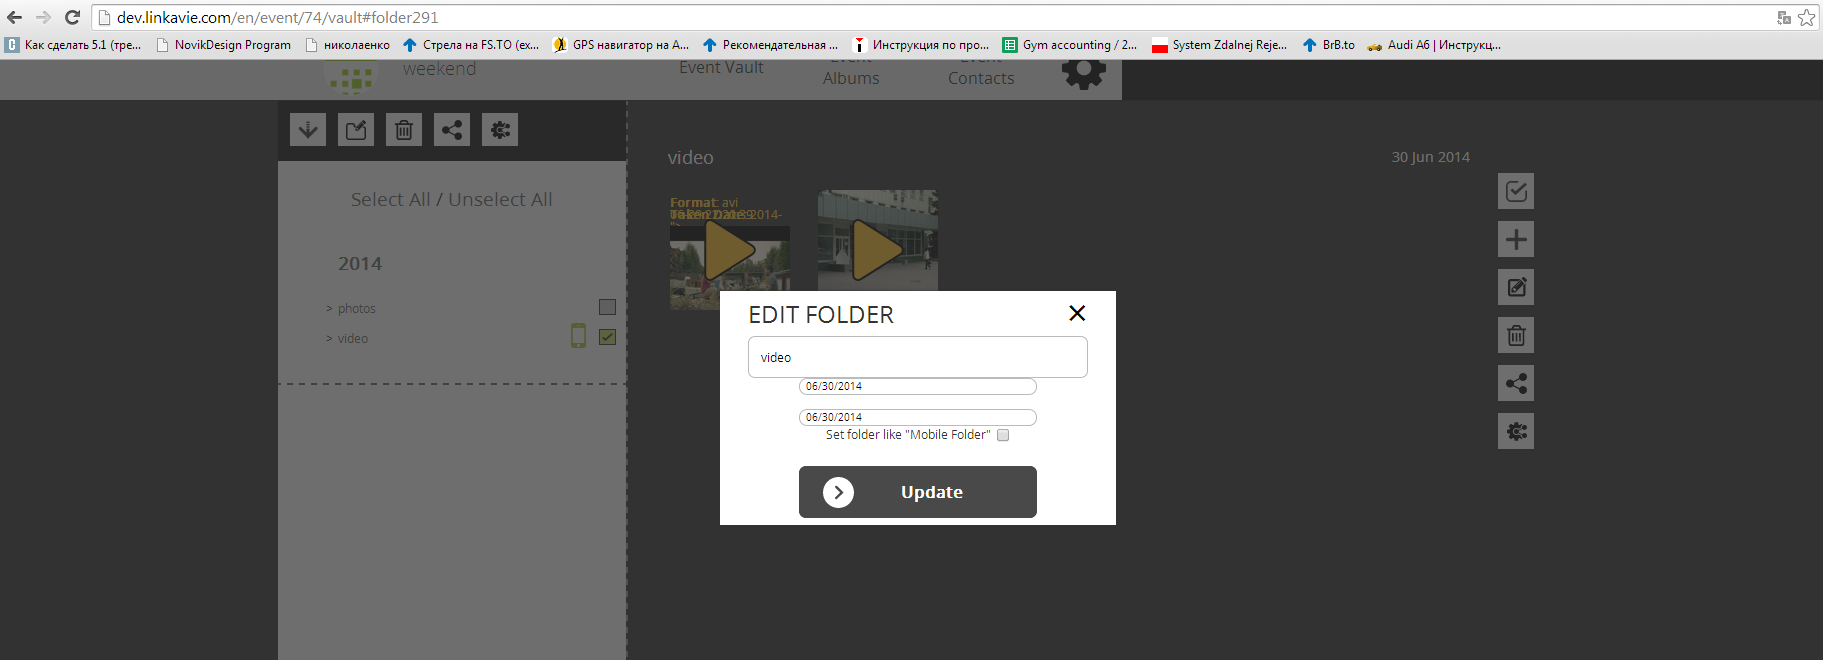 dev.linkavie.com/en/event/74/vault#folder291
Как сделать 5.1 (тре...
NovikDesign Program
николаенко
Стрела на FS.TO (ex...
GPS навигатор на А...
Рекомендательная ...
Инструкция по про...
Gym accounting / 2...
System Zdalnej Reje...
BrB.to
Audi A6 | Инструкц...
weekend
Event Vault
Event
Albums
Event
Contacts
Select All / Unselect All
2014
> photos
> video
video
30 Jun 2014
Format: avi
EDIT FOLDER
video
06/30/2014
06/30/2014
Set folder like "Mobile Folder"
Update